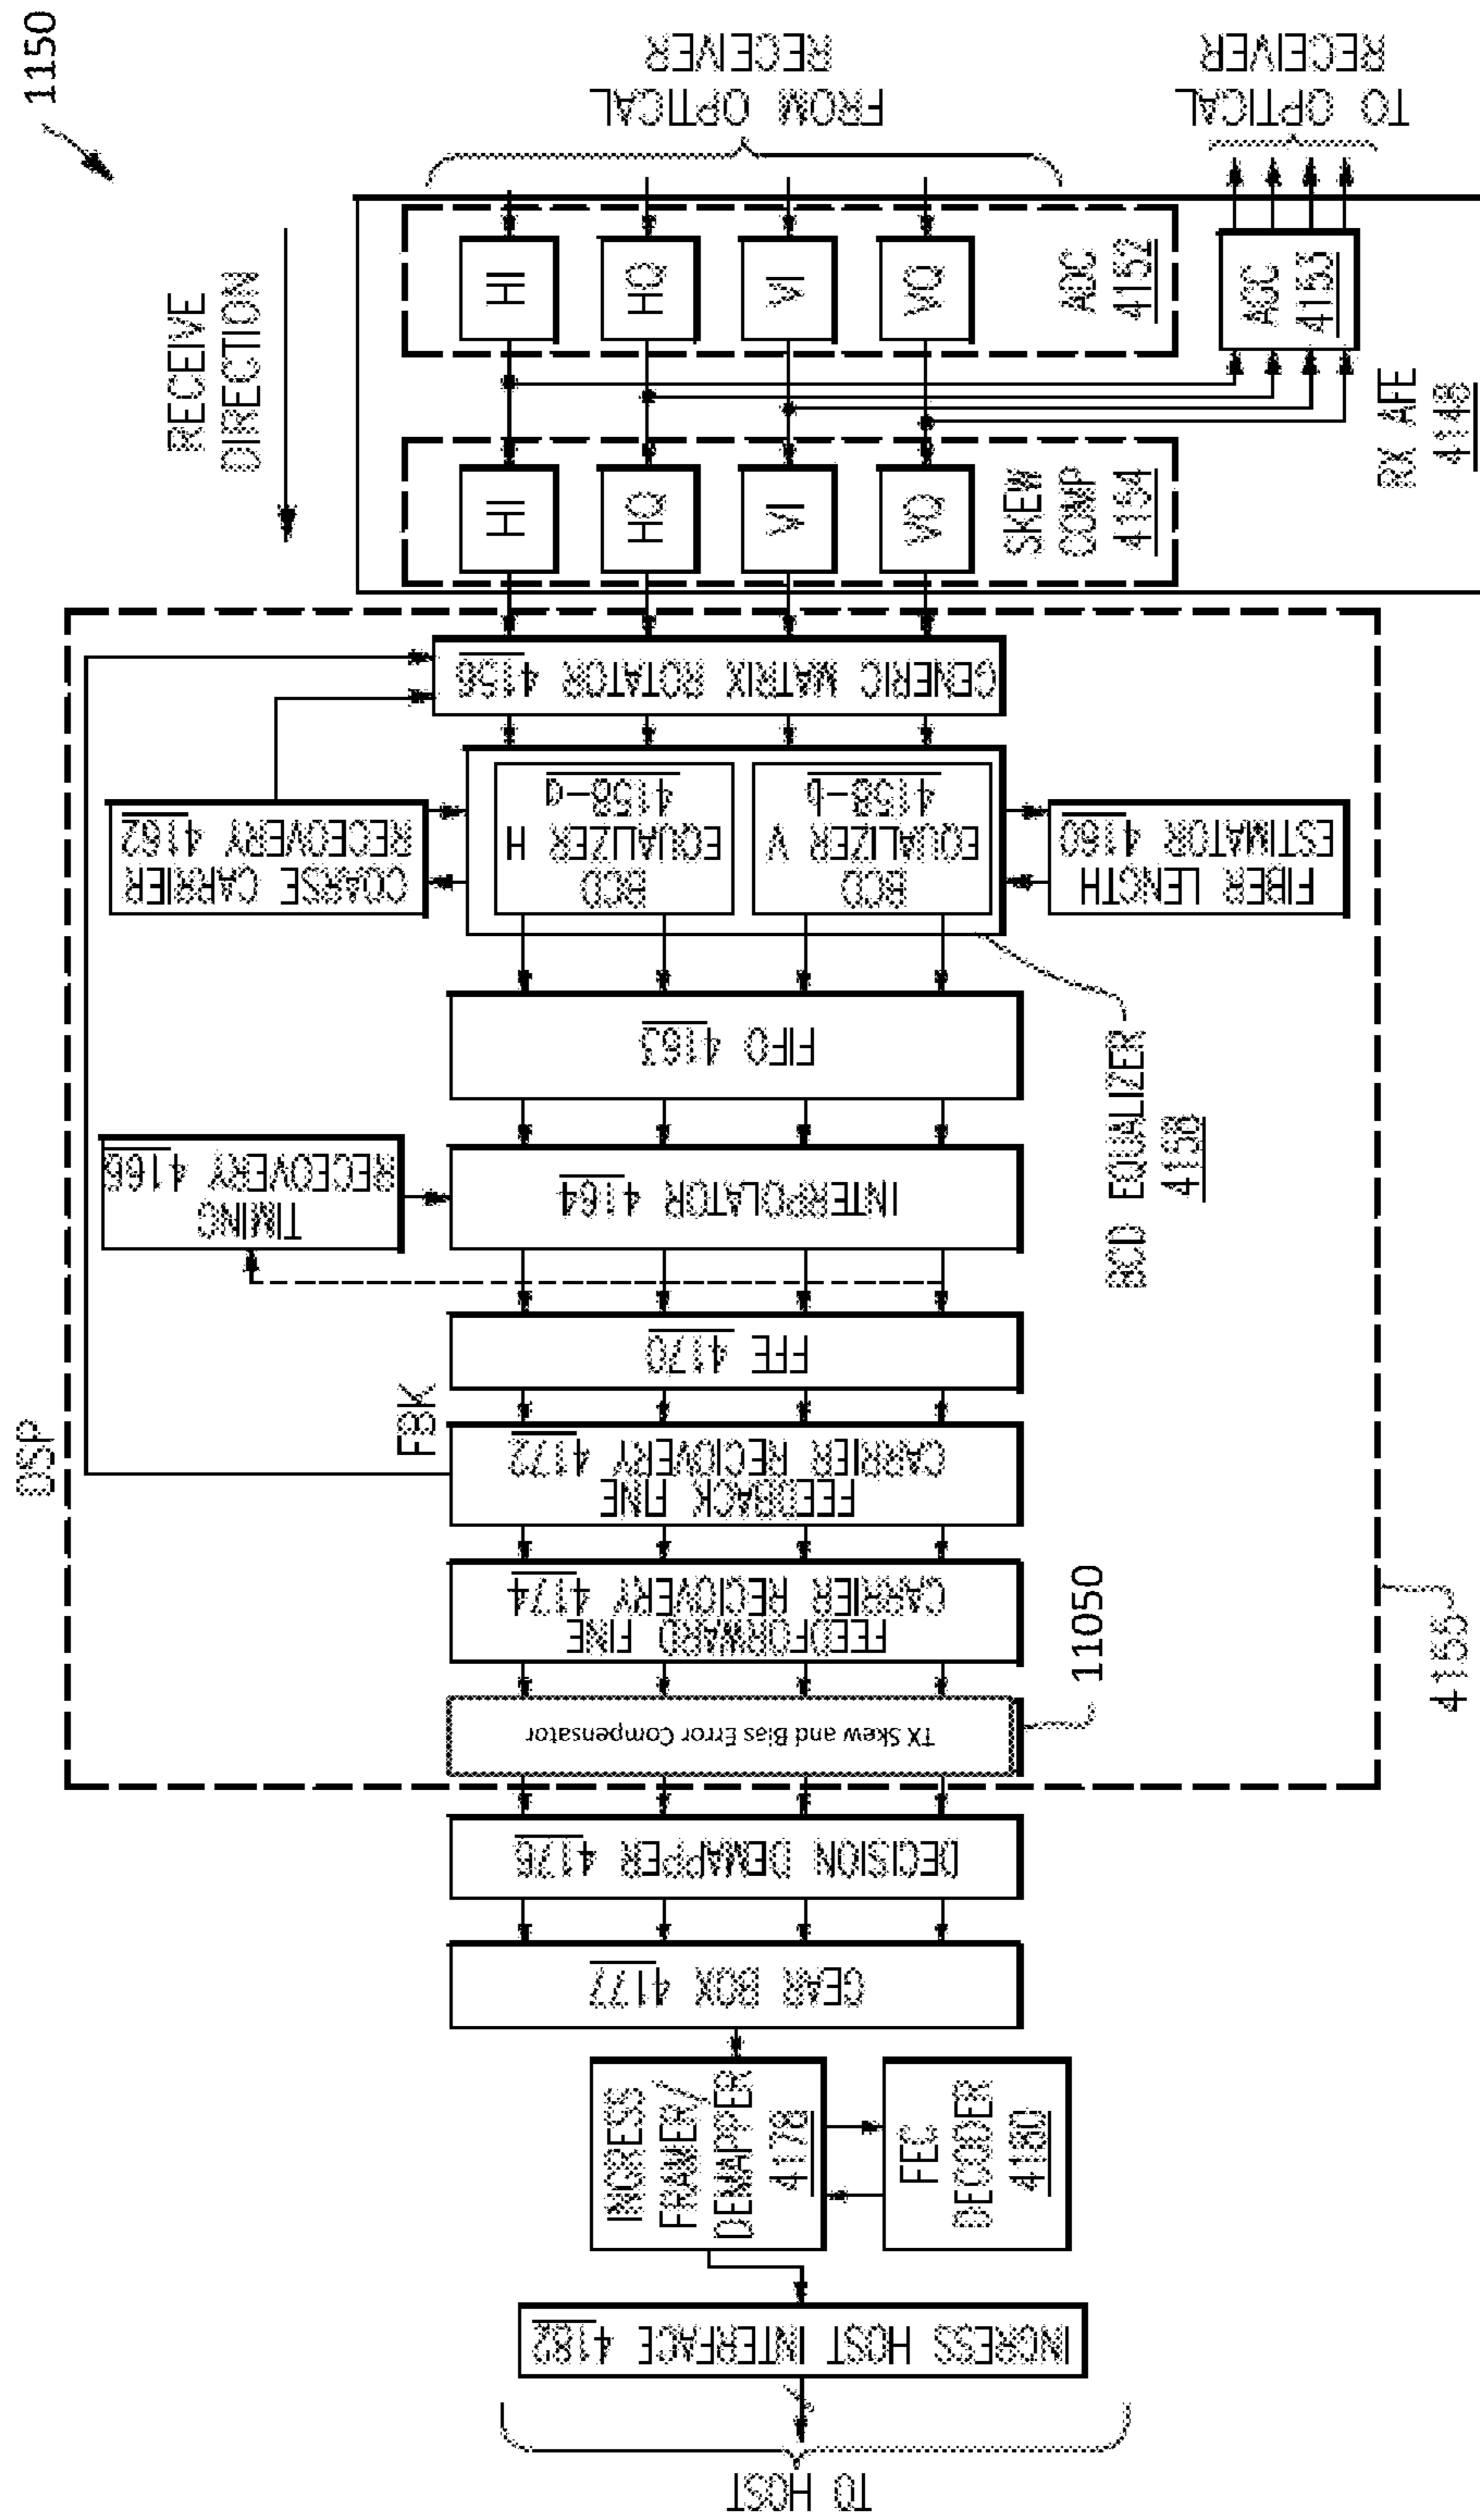 1150
FROM OPTICAL
RECEIVER
TO OPTICAL
RECEIVER
RECEIVE
DIRECTION
HI
HQ
VI
VQ
ADC
4152
AGC
4153
RX AFE
4148
HI
HQ
VI
VQ
SKEW
COMP
4154
DSP
GENERIC MATRIX ROTATOR 4156
COARSE CARRIER
RECEOVERY 4162
BCD
EQUALIZER H
4158-a
BCD
EQUALIZER V
4158-b
FIBER LENGTH
ESTIMATOR 4160
BCD EQUALIZER
4158
FIFO 4163
TIMING
RECEOVERY 4166
INTERPOLATOR 4164
FFE 4170
FBK
FEEDBACK FINE
CARRIER RECIOVERY 4172
FEEDFORWARD FINE
CARRIER RECIOVERY 4174
TX Skew and Bias Error Compensator
11050
4155
DECISION DEMAPPER 4176
GEAR BOX 4177
INGRESS
FRAMER/
DEMAPPER
4178
FEC
DECODER
4180
INGRESS HOST INTERFACE 4182
TO HOST